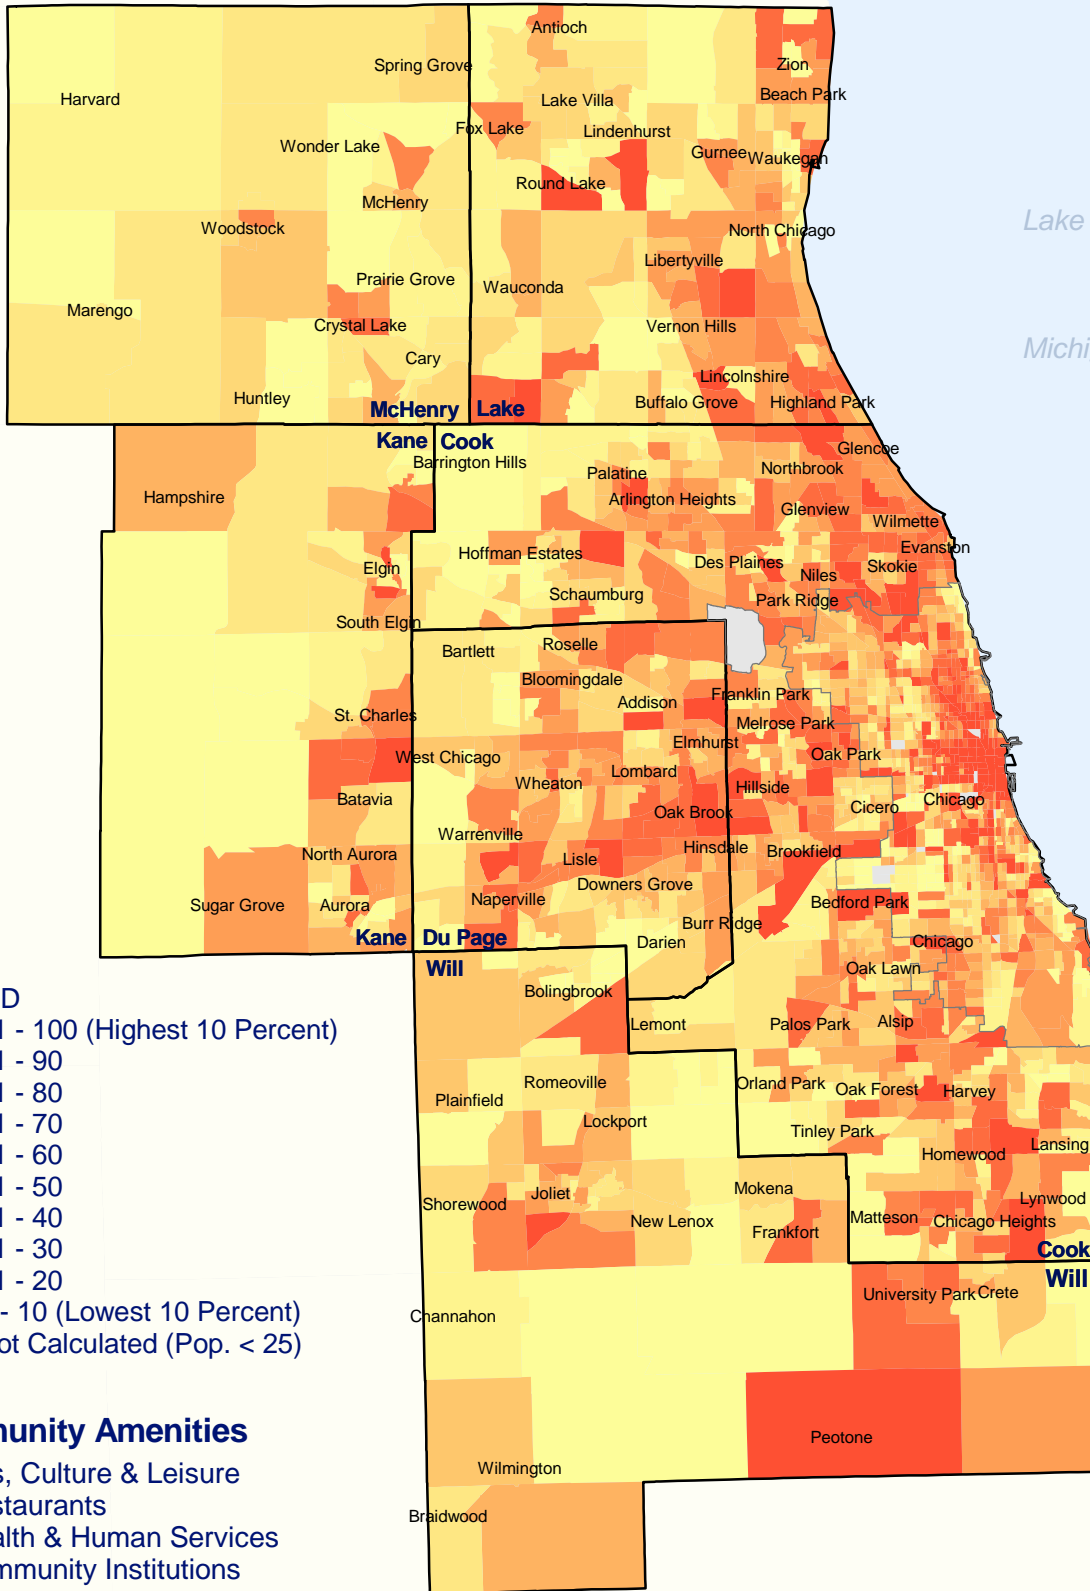 Antioch
Spring Grove
Zion
Harvard
Lake Villa
Beach Park
Fox Lake
Lindenhurst
Wonder Lake
Gurnee
Waukegan
Round Lake
McHenry
Lake
Woodstock
North Chicago
Libertyville
Prairie Grove
Wauconda
Marengo
Crystal Lake
Vernon Hills
Michi
Cary
Lincolnshire
Huntley
Buffalo Grove
Highland Park
McHenry
Lake
Kane
Cook
Glencoe
Barrington Hills
Northbrook
Palatine
Hampshire
Arlington Heights
Glenview
Wilmette
Evanston
Hoffman Estates
Des Plaines
Skokie
Elgin
Niles
Schaumburg
Park Ridge
South Elgin
Roselle
Bartlett
Bloomingdale
Franklin Park
Addison
St. Charles
Melrose Park
Elmhurst
Oak Park
West Chicago
Lombard
Wheaton
Hillside
Batavia
Chicago
Cicero
Oak Brook
Warrenville
Hinsdale
Brookfield
North Aurora
Lisle
Downers Grove
Naperville
Bedford Park
Sugar Grove
Aurora
Burr Ridge
Kane
Du Page
Darien
Chicago
Will
Oak Lawn
Bolingbrook
D
- 100 (Highest 10 Percent)
Lemont
Palos Park
Alsip
- 90
Romeoville
Orland Park
Oak Forest
Harvey
- 80
Plainfield
- 70
Lockport
Tinley Park
Lansing
- 60
Homewood
- 50
Joliet
Mokena
Shorewood
Lynwood
- 40
New Lenox
Frankfort
Matteson
Chicago Heights
- 30
Cook
- 20
Will
University Park
Crete
- 10 (Lowest 10 Percent)
Channahon
ot Calculated (Pop. < 25)
munity Amenities
Peotone
s, Culture & Leisure
Wilmington
staurants
Braidwood
alth & Human Services
mmunity Institutions